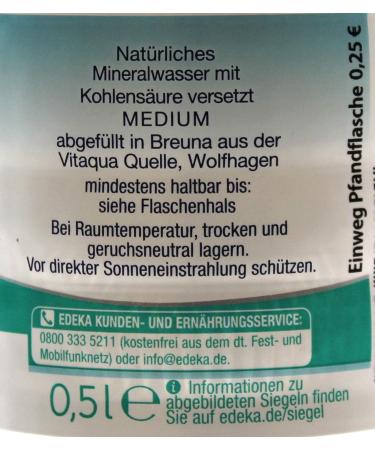 Natürliches
Mineralwasser mit
Kohlensäure versetzt
MEDIUM
abgefüllt in Breuna aus der
Vitaqua Quelle, Wolfhagen
mindestens haltbar bis:
siehe Flaschenhals
Bei Raumtemperatur, trocken und
geruchsneutral lagern.
Vor direkter Sonneneinstrahlung schützen.
EDEKA KUNDEN- UND ERNÄHRUNGSSERVICE:
0800 333 5211 (kostenfrei aus dem dt. Fest- und
Mobilfunknetz) oder info@edeka.de
0,5l e
i Informationen zu
abgebildeten Siegeln finden
Sie auf edeka.de/siegel
Einweg Pfandflasche 0,25 €